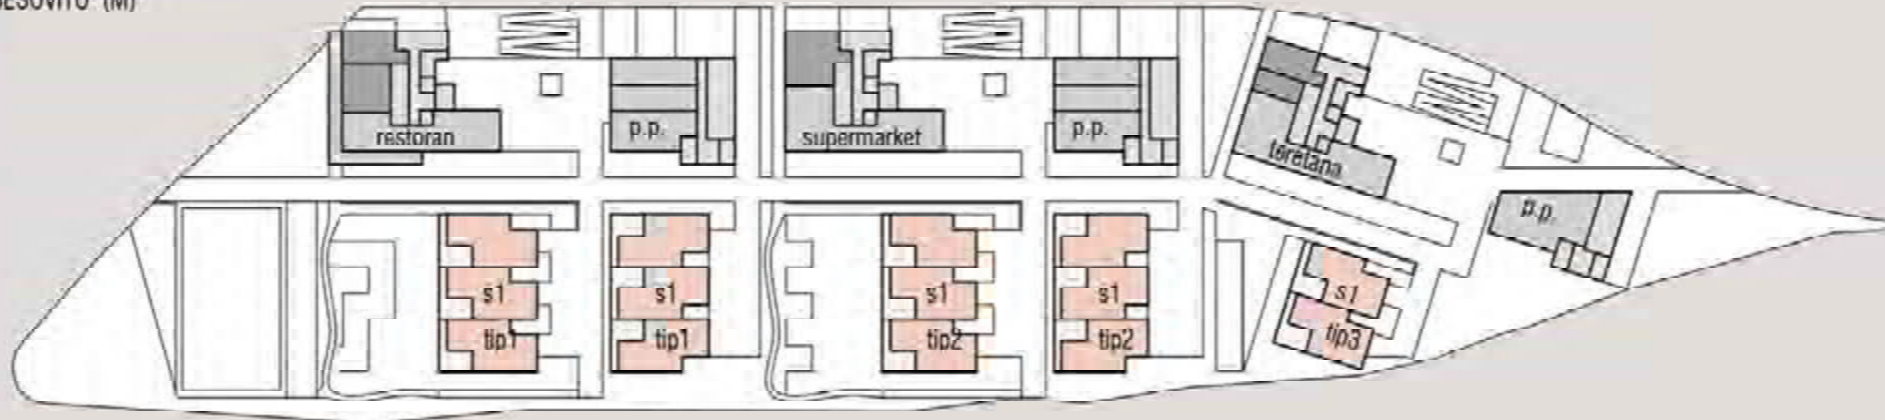 restoran
p.p.
supermarket
p.p.
teretana
p.p.
s1
tip1
s1
tip1
s1
tip2
s1
tip2
s1
tip3